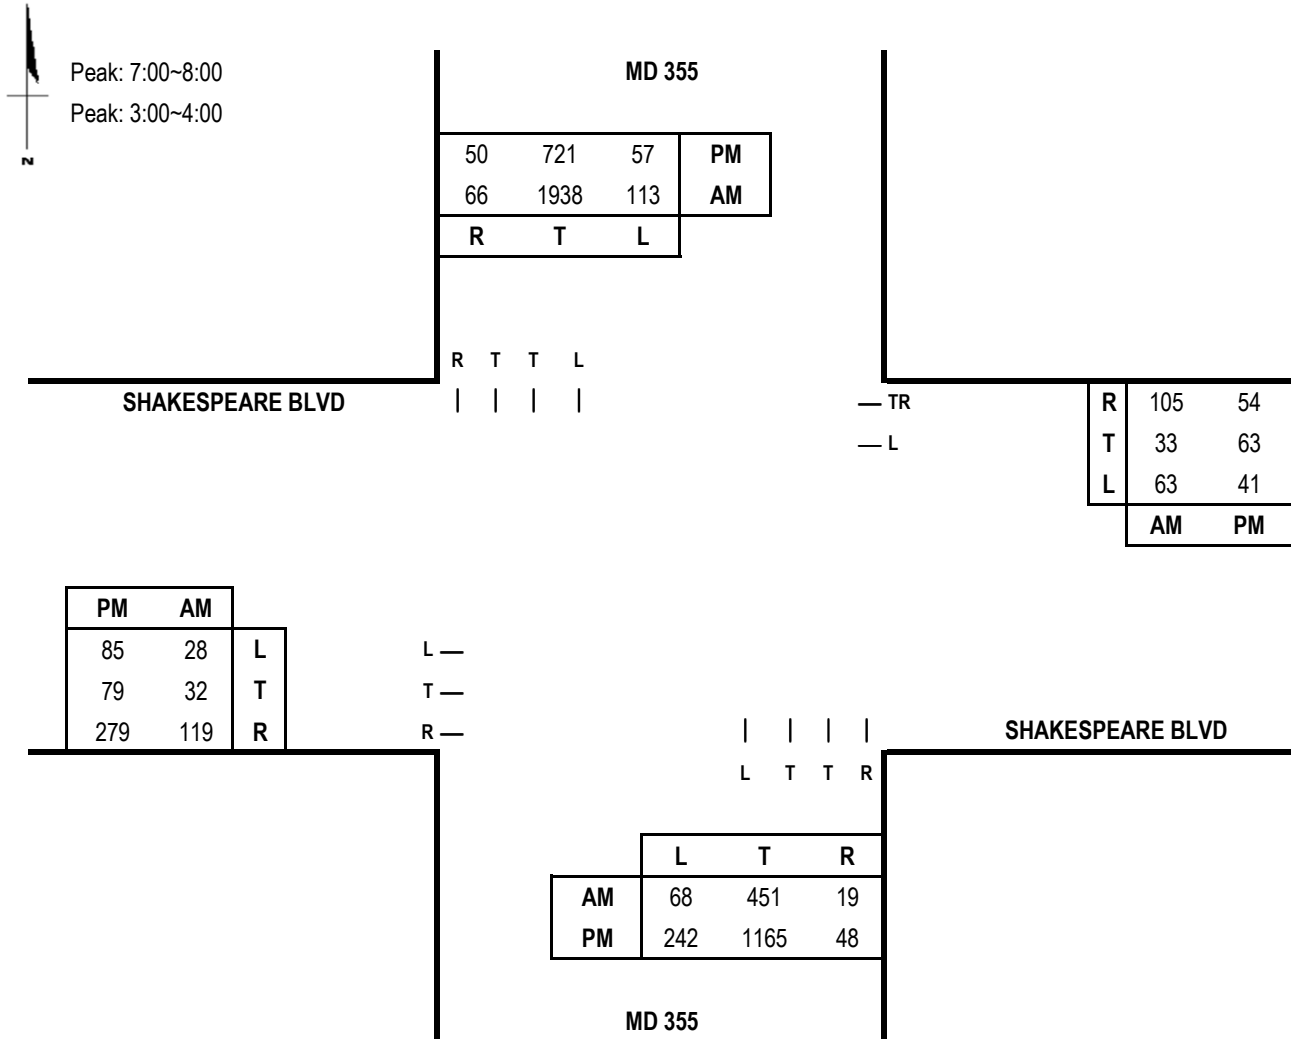 Peak: 7:00~8:00
Peak: 3:00~4:00
N
MD 355
50 721 57 PM
66 1938 113 AM
R T L
R T T L
SHAKESPEARE BLVD
TR
L
R 105 54
T 33 63
L 63 41
AM PM
PM AM
85 28 L
79 32 T
279 119 R
L
T
R
SHAKESPEARE BLVD
L T T R
L T R
AM 68 451 19
PM 242 1165 48
MD 355